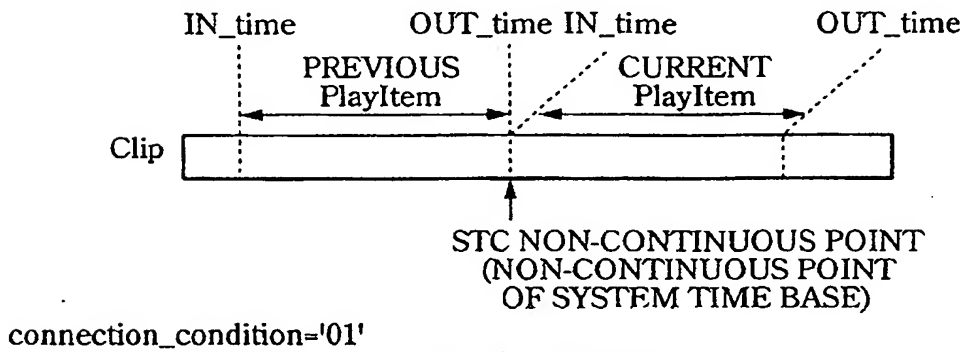 IN_time OUT_time IN_time OUT_time
PREVIOUS PlayItem
CURRENT PlayItem
Clip
STC NON-CONTINUOUS POINT
(NON-CONTINUOUS POINT
OF SYSTEM TIME BASE)
connection_condition='01'